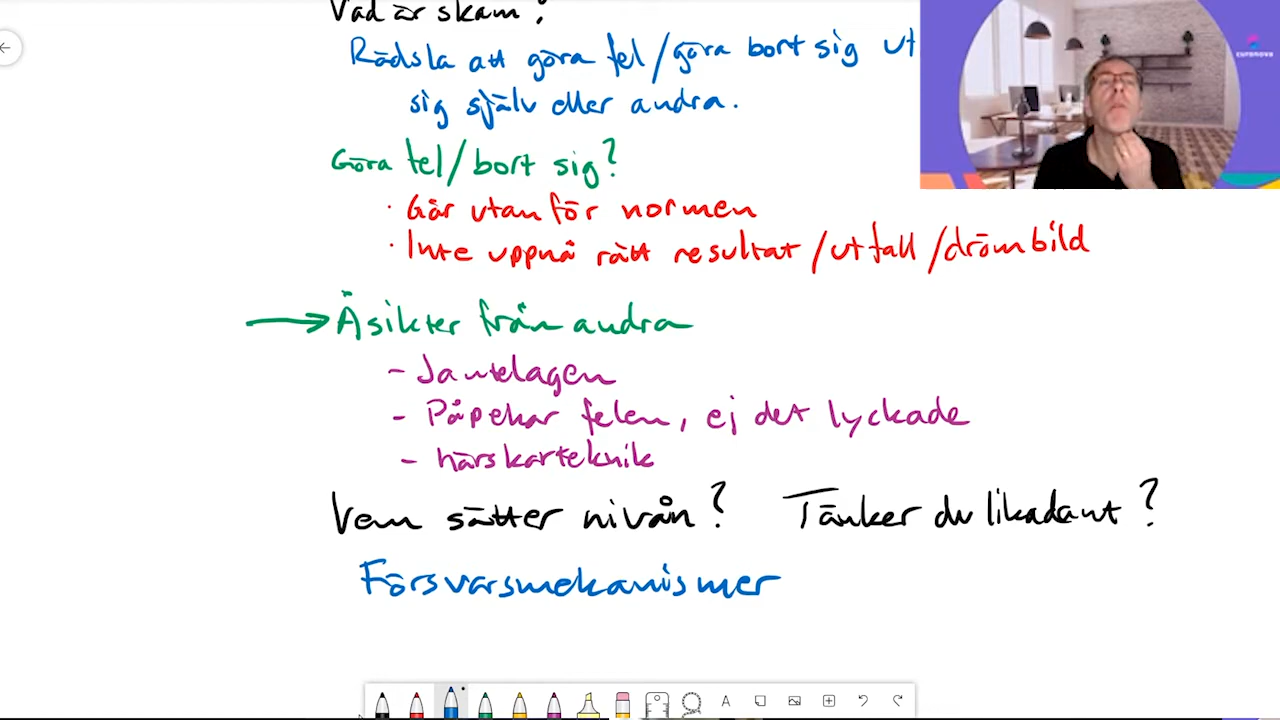 Vad är skam?
Rädsla att göra fel/göra bort sig ut
sig själv eller andra.
Göra fel/bort sig?
· Går utanför normen
· Inte uppnå rätt resultat/utfall/drömbild
→ Åsikter från andra
- Jantelagen
- Påpekar felen, ej det lyckade
- härskarteknik
Vem sätter nivån? Tänker du likadant?
Försvarsmekanismer
curanova
A